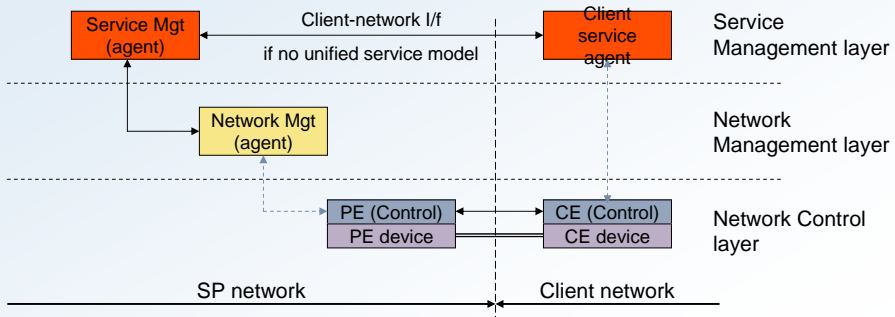 Service Mgt
(agent)
Client-network I/f
if no unified service model
Client
service
agent
Service
Management layer
Network Mgt
(agent)
Network
Management layer
PE (Control)
PE device
CE (Control)
CE device
Network Control
layer
SP network
Client network